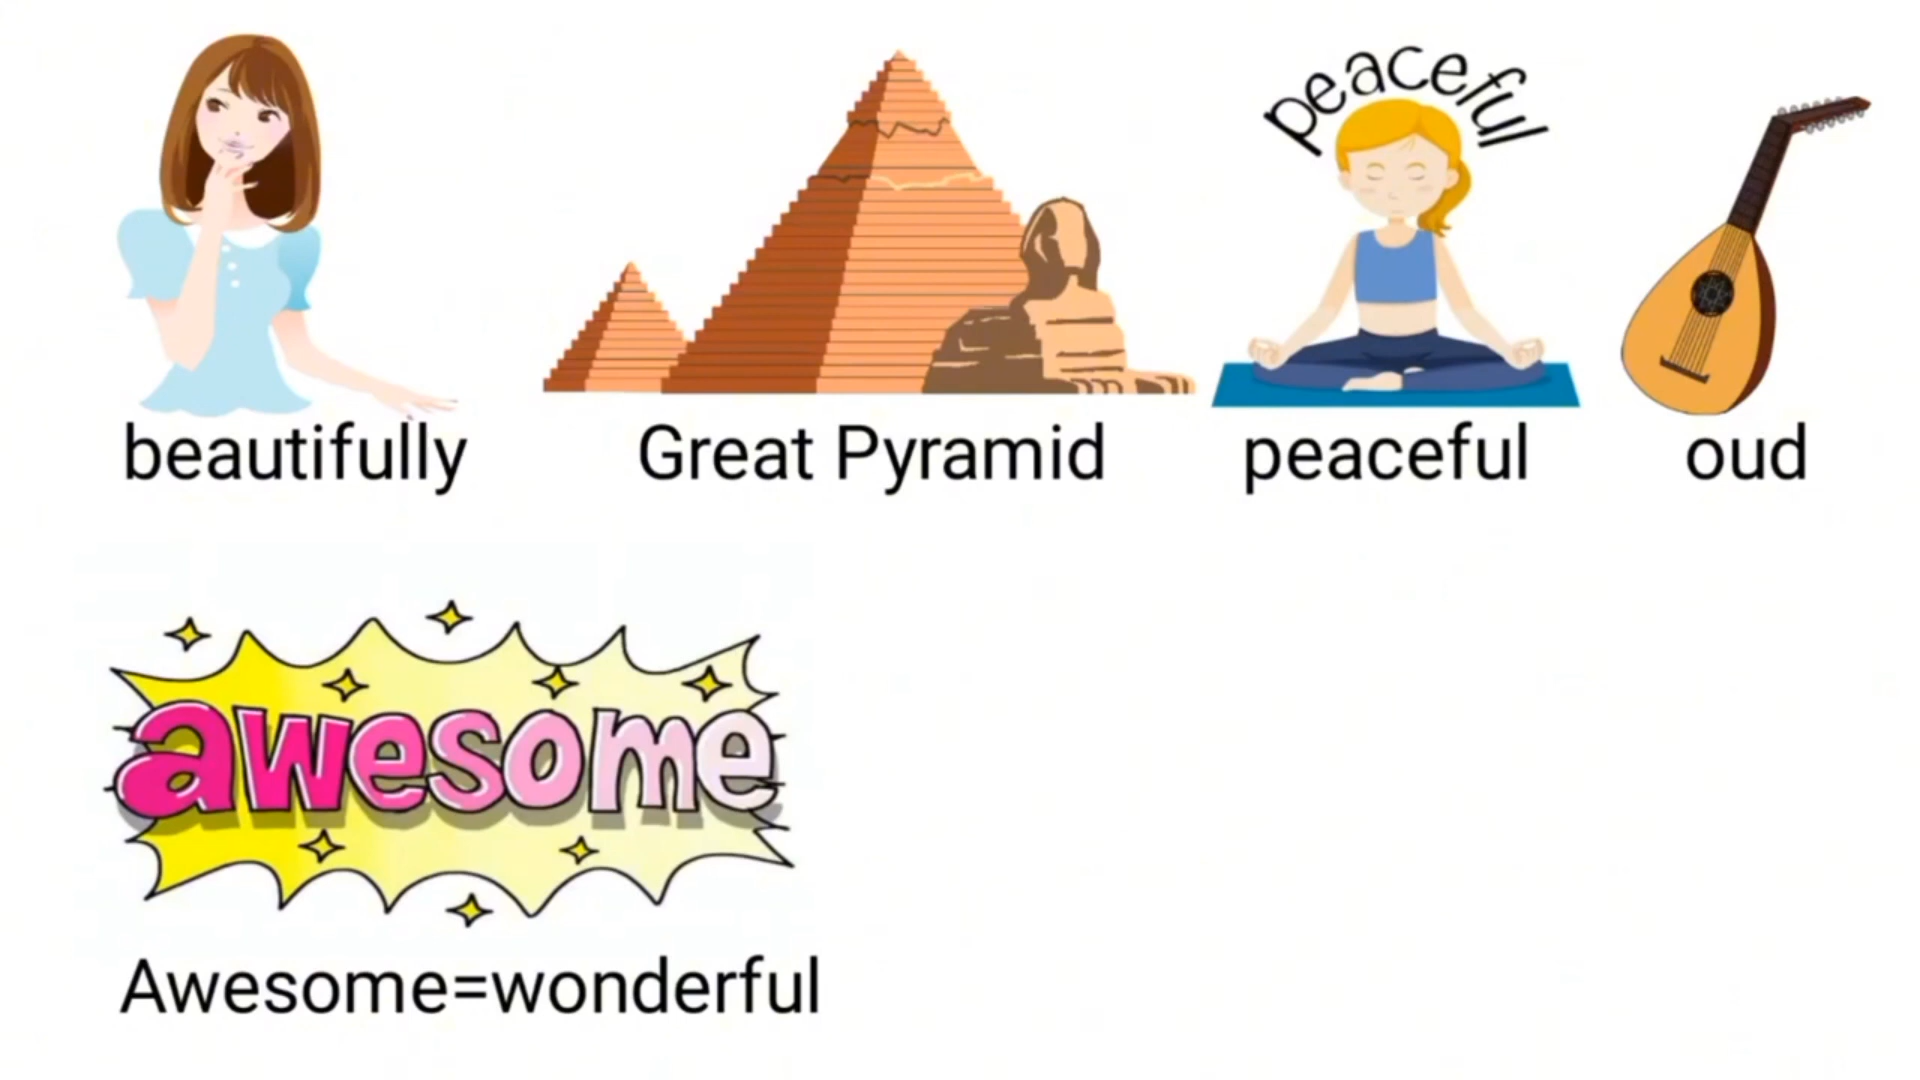 peaceful
beautifully
Great Pyramid
peaceful
oud
awesome
Awesome=wonderful